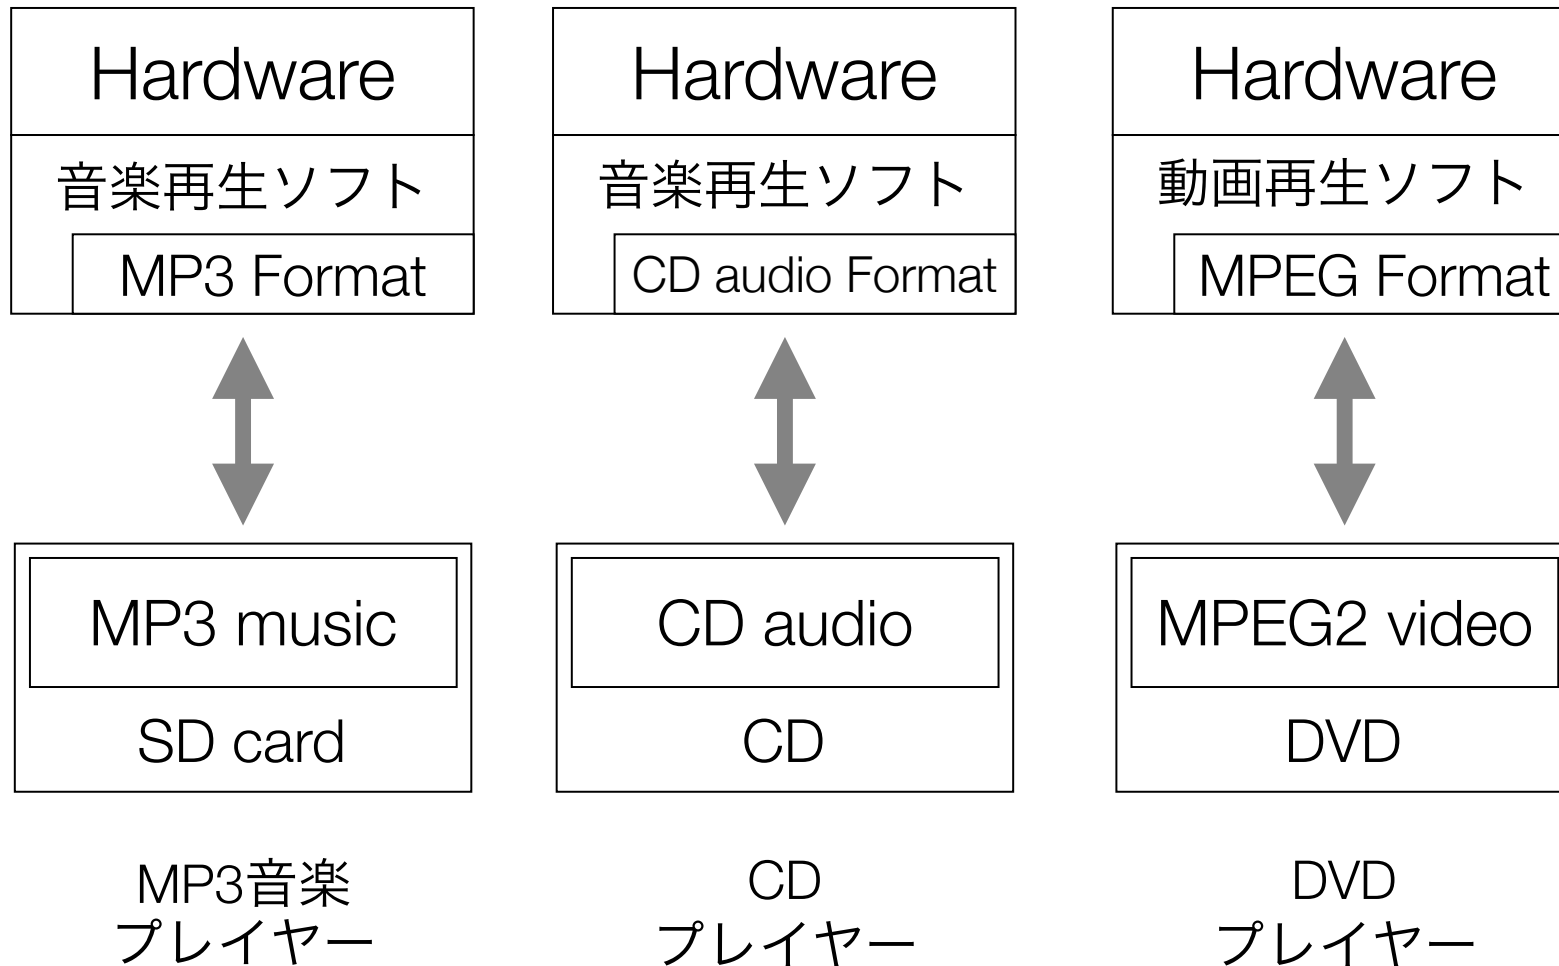 Hardware
音楽再生ソフト
MP3 Format
MP3 music
SD card
MP3音楽
プレイヤー
Hardware
音楽再生ソフト
CD audio Format
CD audio
CD
CD
プレイヤー
Hardware
動画再生ソフト
MPEG Format
MPEG2 video
DVD
DVD
プレイヤー